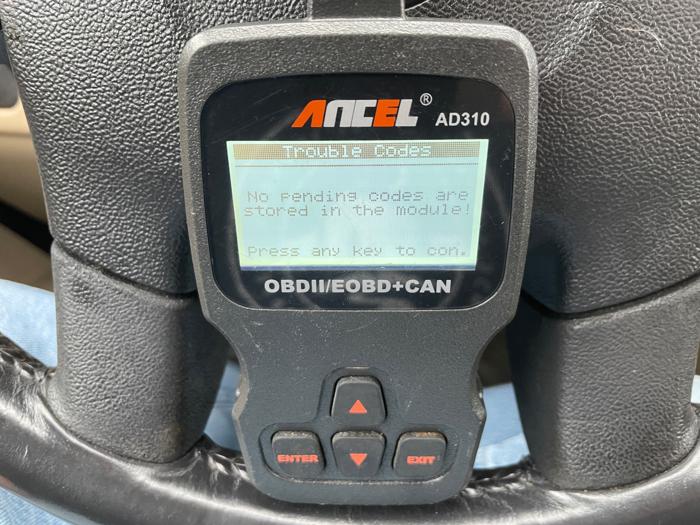 ANCEL®
AD310
Trouble Codes
No pending codes are
stored in the module!
Press any key to con.
OBDII/EOBD+CAN
ENTER
EXIT